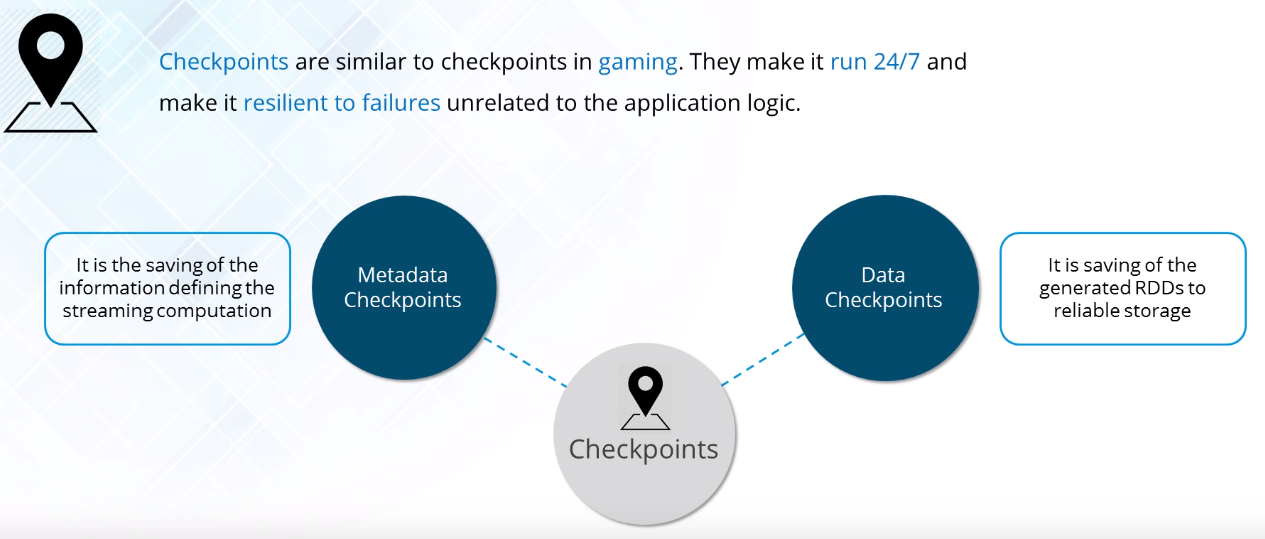 Checkpoints are similar to checkpoints in gaming. They make it run 24/7 and
make it resilient to failures unrelated to the application logic.
It is the saving of the
information defining the
streaming computation
Metadata
Checkpoints
Data
Checkpoints
It is saving of the
generated RDDs to
reliable storage
Checkpoints